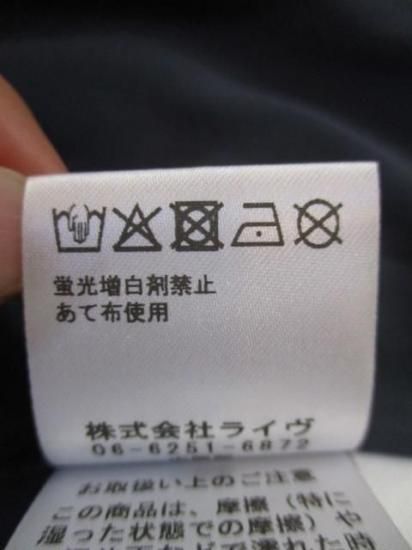 蛍光増白剤禁止
あて布使用
株式会社ライヴ
06-6251-6872
お取扱い上のご注意
この商品は、摩擦（特に
湿った状態での摩擦）や